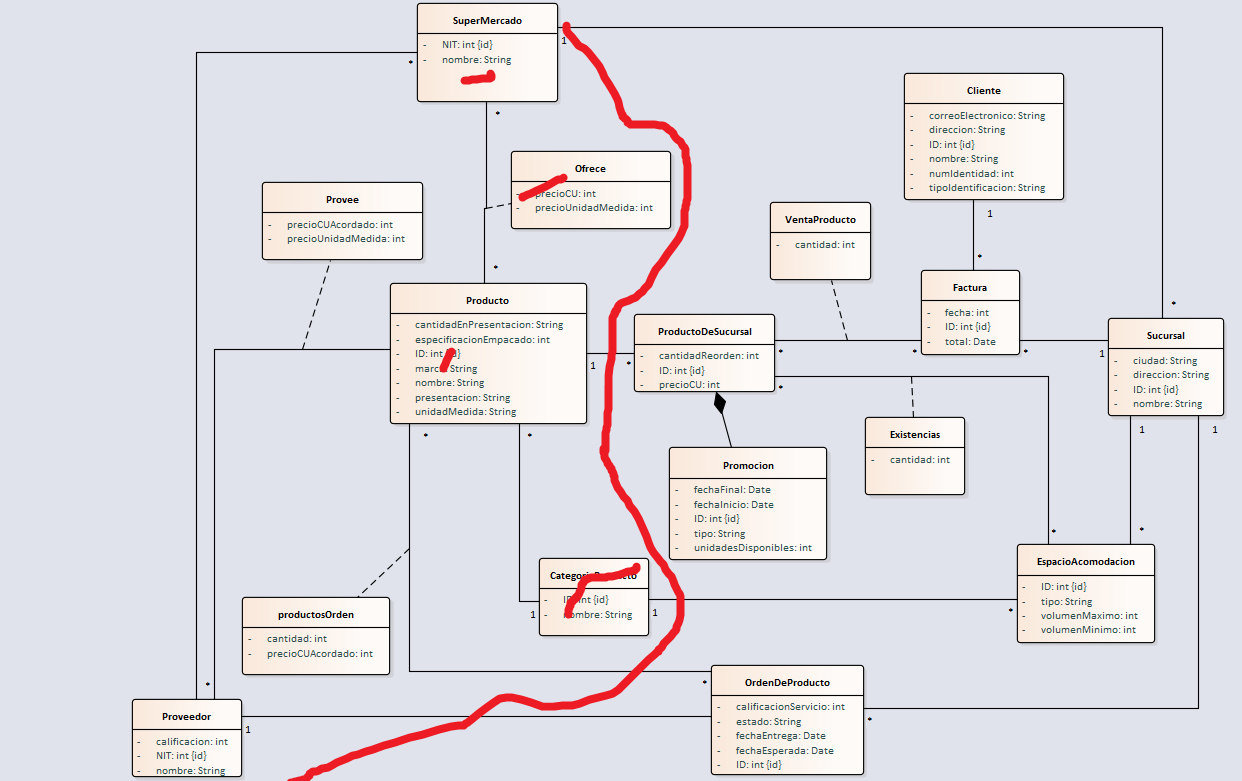 SuperMercado
- NIT: int {id}
- nombre: String
1
*
*
*
Cliente
- correoElectronico: String
- direccion: String
- ID: int {id}
- nombre: String
- numIdentidad: int
- tipoIdentificacion: String
1
*
Ofrece
- precioCU: int
- precioUnidadMedida: int
*
Provee
- precioCUAcordado: int
- precioUnidadMedida: int
VentaProducto
- cantidad: int
Factura
- fecha: int
- ID: int {id}
- total: Date
*
*
Producto
- cantidadEnPresentacion: String
- especificacionEmpacado: int
- ID: int {id}
- marca: String
- nombre: String
- presentacion: String
- unidadMedida: String
1
*
*
*
ProductoDeSucursal
- cantidadReorden: int
- ID: int {id}
- precioCU: int
*
*
Sucursal
- ciudad: String
- direccion: String
- ID: int {id}
- nombre: String
1
1
1
Existencias
- cantidad: int
Promocion
- fechaFinal: Date
- fechaInicio: Date
- ID: int {id}
- tipo: String
- unidadesDisponibles: int
*
*
EspacioAcomodacion
- ID: int {id}
- tipo: String
- volumenMaximo: int
- volumenMinimo: int
*
CategoriaProducto
- ID: int {id}
- nombre: String
1
1
productosOrden
- cantidad: int
- precioCUAcordado: int
*
*
OrdenDeProducto
- calificacionServicio: int
- estado: String
- fechaEntrega: Date
- fechaEsperada: Date
- ID: int {id}
*
Proveedor
- calificacion: int
- NIT: int {id}
- nombre: String
1